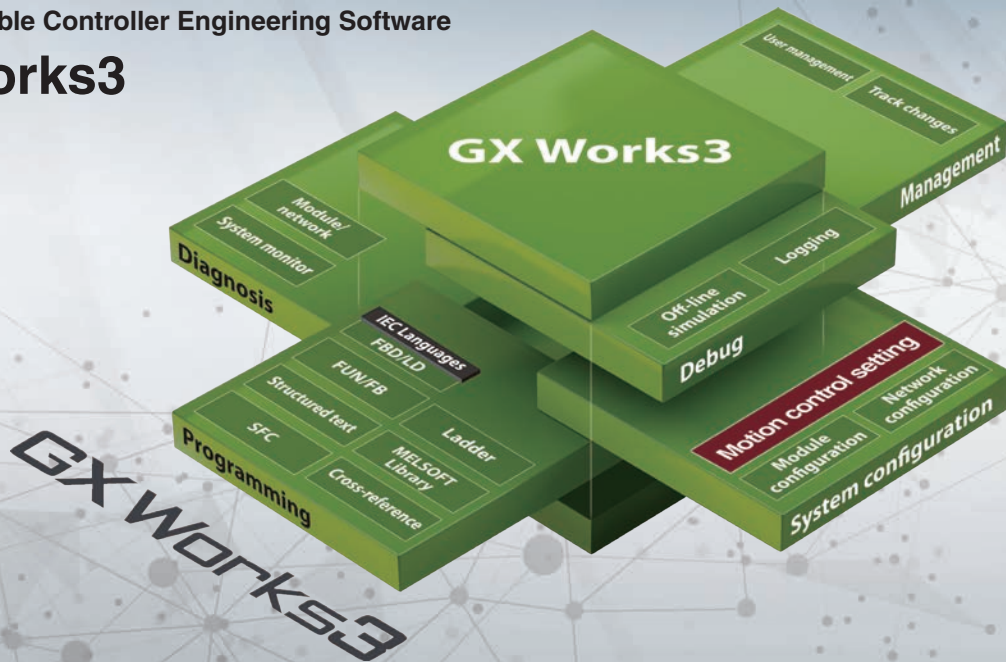 ble Controller Engineering Software
orks3
GX Works3
User management
Track changes
Management
Module/
network
System monitor
Diagnosis
Logging
Off-line
simulation
Debug
IEC Languages
FBD/LD
FUN/FB
Structured text
SFC
Ladder
MELSOFT
Library
Cross-reference
Programming
Motion control setting
Network
configuration
Module
configuration
System configuration
GX Works3